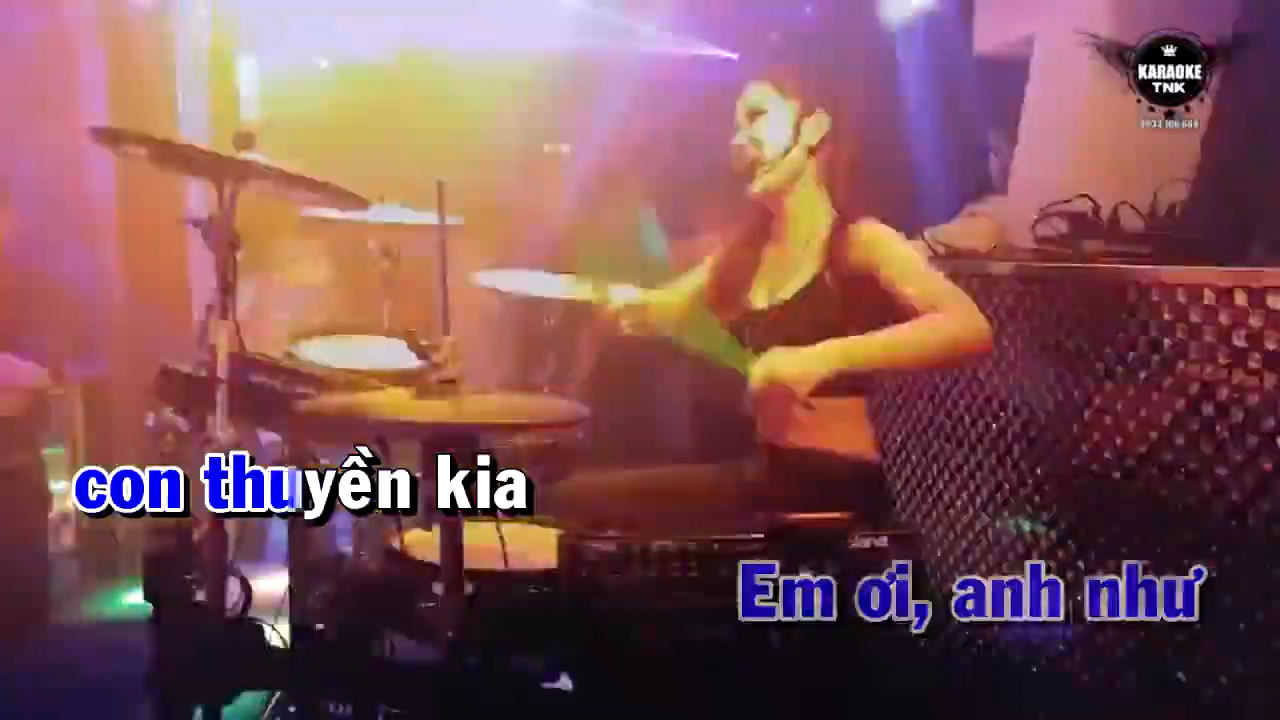 KARAOKE
TNK
con thuyền kia
Em ơi, anh như